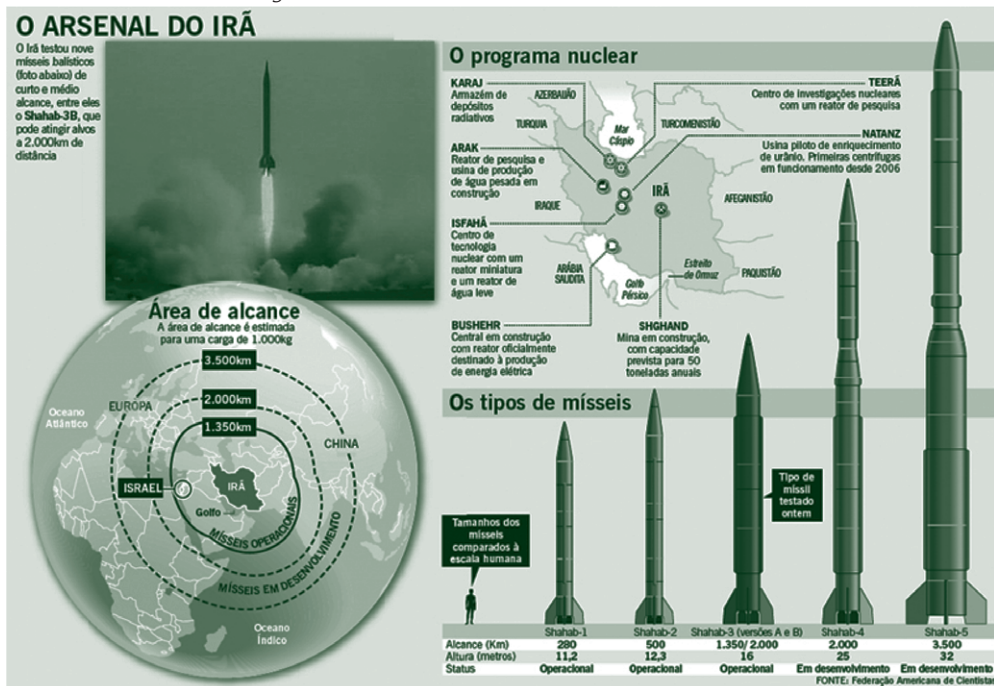 O ARSENAL DO IRÃ
O Irã testou nove
mísseis balísticos
(foto abaixo) de
curto e médio
alcance, entre eles
o Shahab-3B, que
pode atingir alvos
a 2.000km de
distância
Área de alcance
A área de alcance é estimada
para uma carga de 1.000kg
3.500km
2.000km
1.350km
EUROPA
Oceano
Atlântico
CHINA
ISRAEL
IRÃ
Golfo
MÍSSEIS OPERACIONAIS
MÍSSEIS EM DESENVOLVIMENTO
Oceano
Índico
O programa nuclear
KARAJ
Armazém de
depósitos
radiativos
ARAK
Reator de pesquisa e
usina de produção
de água pesada em
construção
ISFAHÃ
Centro de
tecnologia
nuclear com um
reator miniatura
e um reator de
água leve
BUSHEHR
Central em construção
com reator oficialmente
destinado à produção
de energia elétrica
SHGHAND
Mina em construção,
com capacidade
prevista para 50
toneladas anuais
TEERÃ
Centro de investigações nucleares
com um reator de pesquisa
NATANZ
Usina piloto de enriquecimento
de urânio. Primeiras centrífugas
em funcionamento desde 2006
AZERBAIJÃO
TURQUIA
Mar
Cáspio
TURCOMENISTÃO
IRÃ
IRAQUE
AFEGANISTÃO
ARÁBIA
SAUDITA
Golfo
Pérsico
Estreito
de Ormuz
PAQUISTÃO
Os tipos de mísseis
Tamanhos dos
mísseis
comparados à
escala humana
Tipo de
míssil
testado
ontem
Shahab-1 Shahab-2 Shahab-3 (versões A e B) Shahab-4 Shahab-5
Alcance (Km) 280 500 1.350/ 2.000 2.000 3.500
Altura (metros) 11,2 12,3 16 25 32
Status Operacional Operacional Operacional Em desenvolvimento Em desenvolvimento
FONTE: Federação Americana de Cientistas